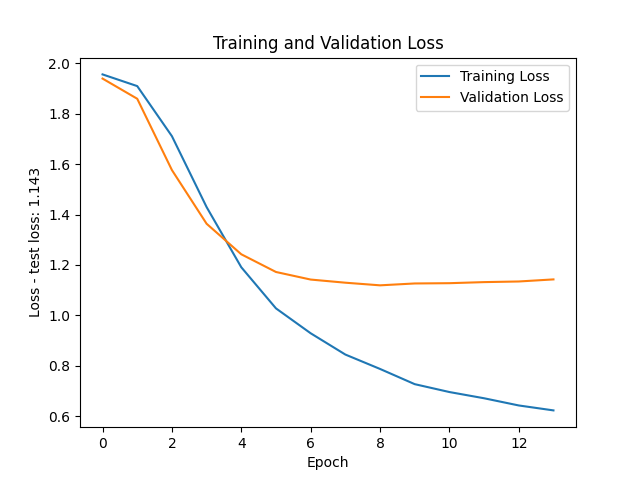 Training and Validation Loss
Training Loss
Validation Loss
Loss - test loss: 1.143
2.0
1.8
1.6
1.4
1.2
1.0
0.8
0.6
0 2 4 6 8 10 12
Epoch